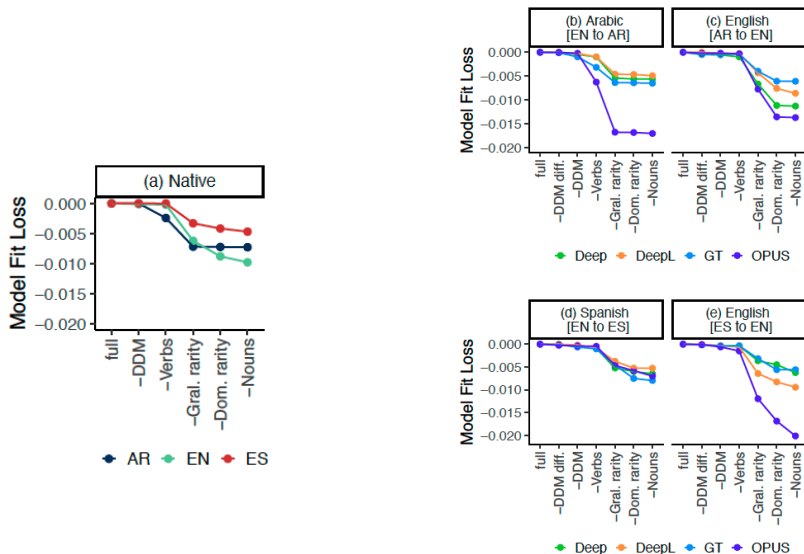 (a) Native
Model Fit Loss
0.000
−0.005
−0.010
−0.015
−0.020
full
−DDM
−Verbs
−Gral. rarity
−Dom. rarity
−Nouns
AR EN ES
(b) Arabic
[EN to AR]
(c) English
[AR to EN]
Model Fit Loss
0.000
−0.005
−0.010
−0.015
−0.020
full
−DDM diff.
−DDM
−Verbs
−Gral. rarity
−Dom. rarity
−Nouns
full
−DDM diff.
−DDM
−Verbs
−Gral. rarity
−Dom. rarity
−Nouns
Deep DeepL GT OPUS
(d) Spanish
[EN to ES]
(e) English
[ES to EN]
Model Fit Loss
0.000
−0.005
−0.010
−0.015
−0.020
full
−DDM diff.
−DDM
−Verbs
−Gral. rarity
−Dom. rarity
−Nouns
full
−DDM diff.
−DDM
−Verbs
−Gral. rarity
−Dom. rarity
−Nouns
Deep DeepL GT OPUS